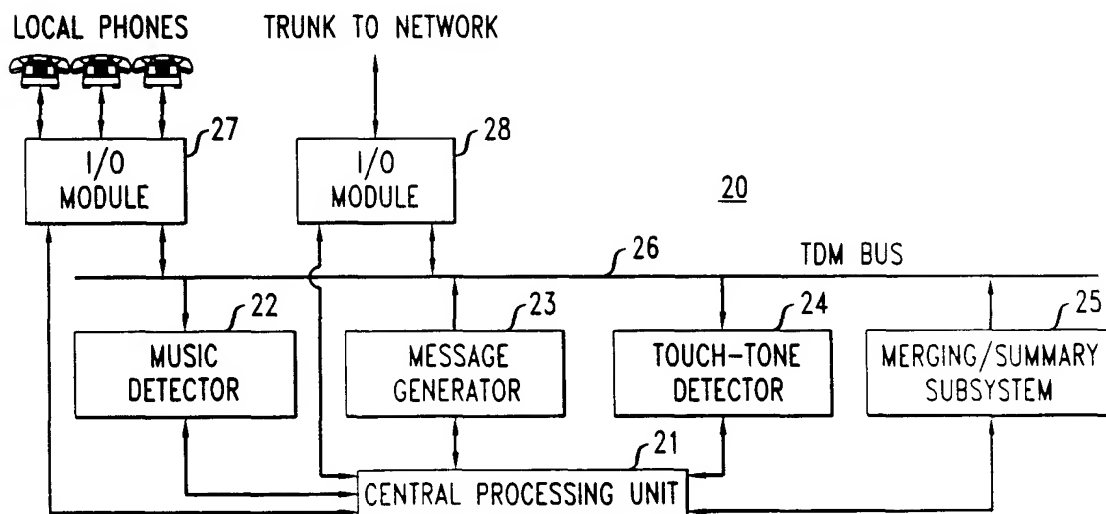 LOCAL PHONES
TRUNK TO NETWORK
27
I/O
MODULE
28
I/O
MODULE
20
26
TDM BUS
22
MUSIC
DETECTOR
23
MESSAGE
GENERATOR
24
TOUCH-TONE
DETECTOR
25
MERGING/SUMMARY
SUBSYSTEM
21
CENTRAL PROCESSING UNIT